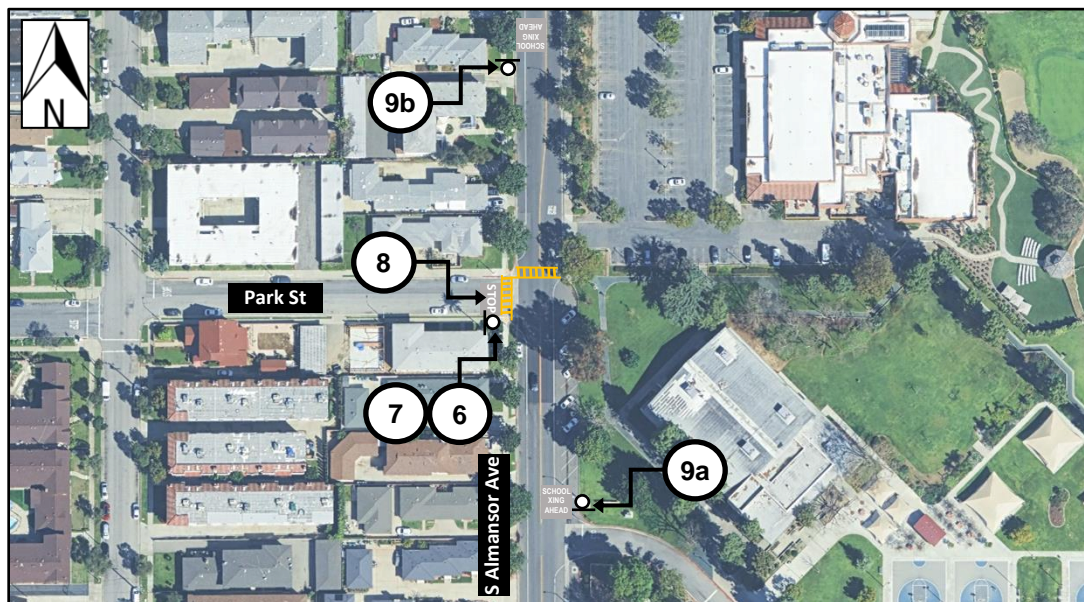 SCHOOL
XING
AHEAD
N
9b
8
Park St
STOP
7
6
S Almansor Ave
SCHOOL
XING
AHEAD
9a